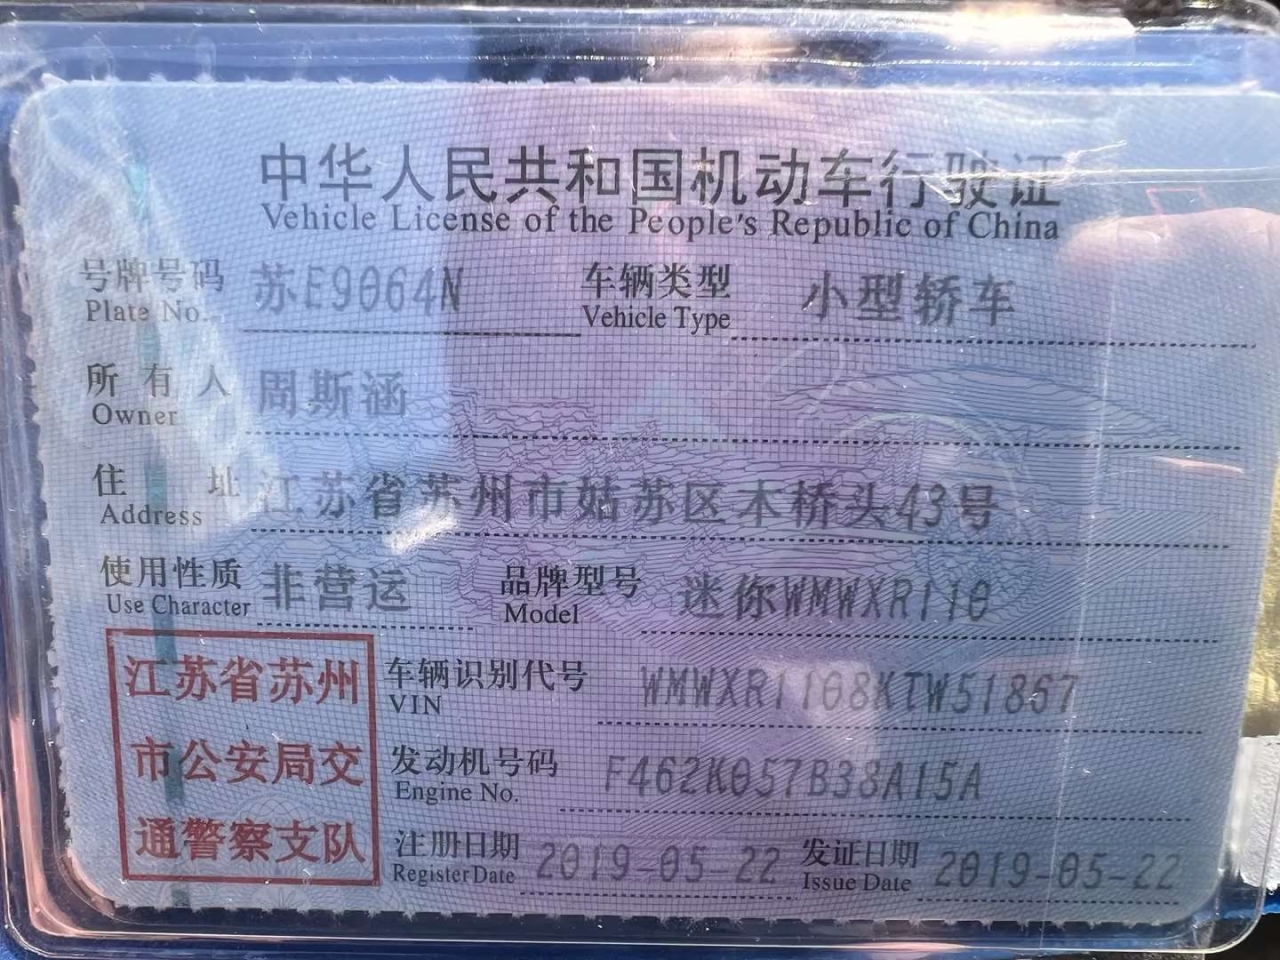 中华人民共和国机动车行驶证
Vehicle License of the People's Republic of China
号牌号码 苏E9064N 车辆类型 小型轿车
Plate No. Vehicle Type
所有人 周斯涵
Owner
住址 江苏省苏州市姑苏区木桥头43号
Address
使用性质 非营运 品牌型号 迷你WMWXR110
Use Character Model
江苏省苏州
市公安局交
通警察支队
车辆识别代号 WMWXR1108KTW51867
VIN
发动机号码 F462K057B38A15A
Engine No.
注册日期 2019-05-22 发证日期 2019-05-22
Register Date Issue Date